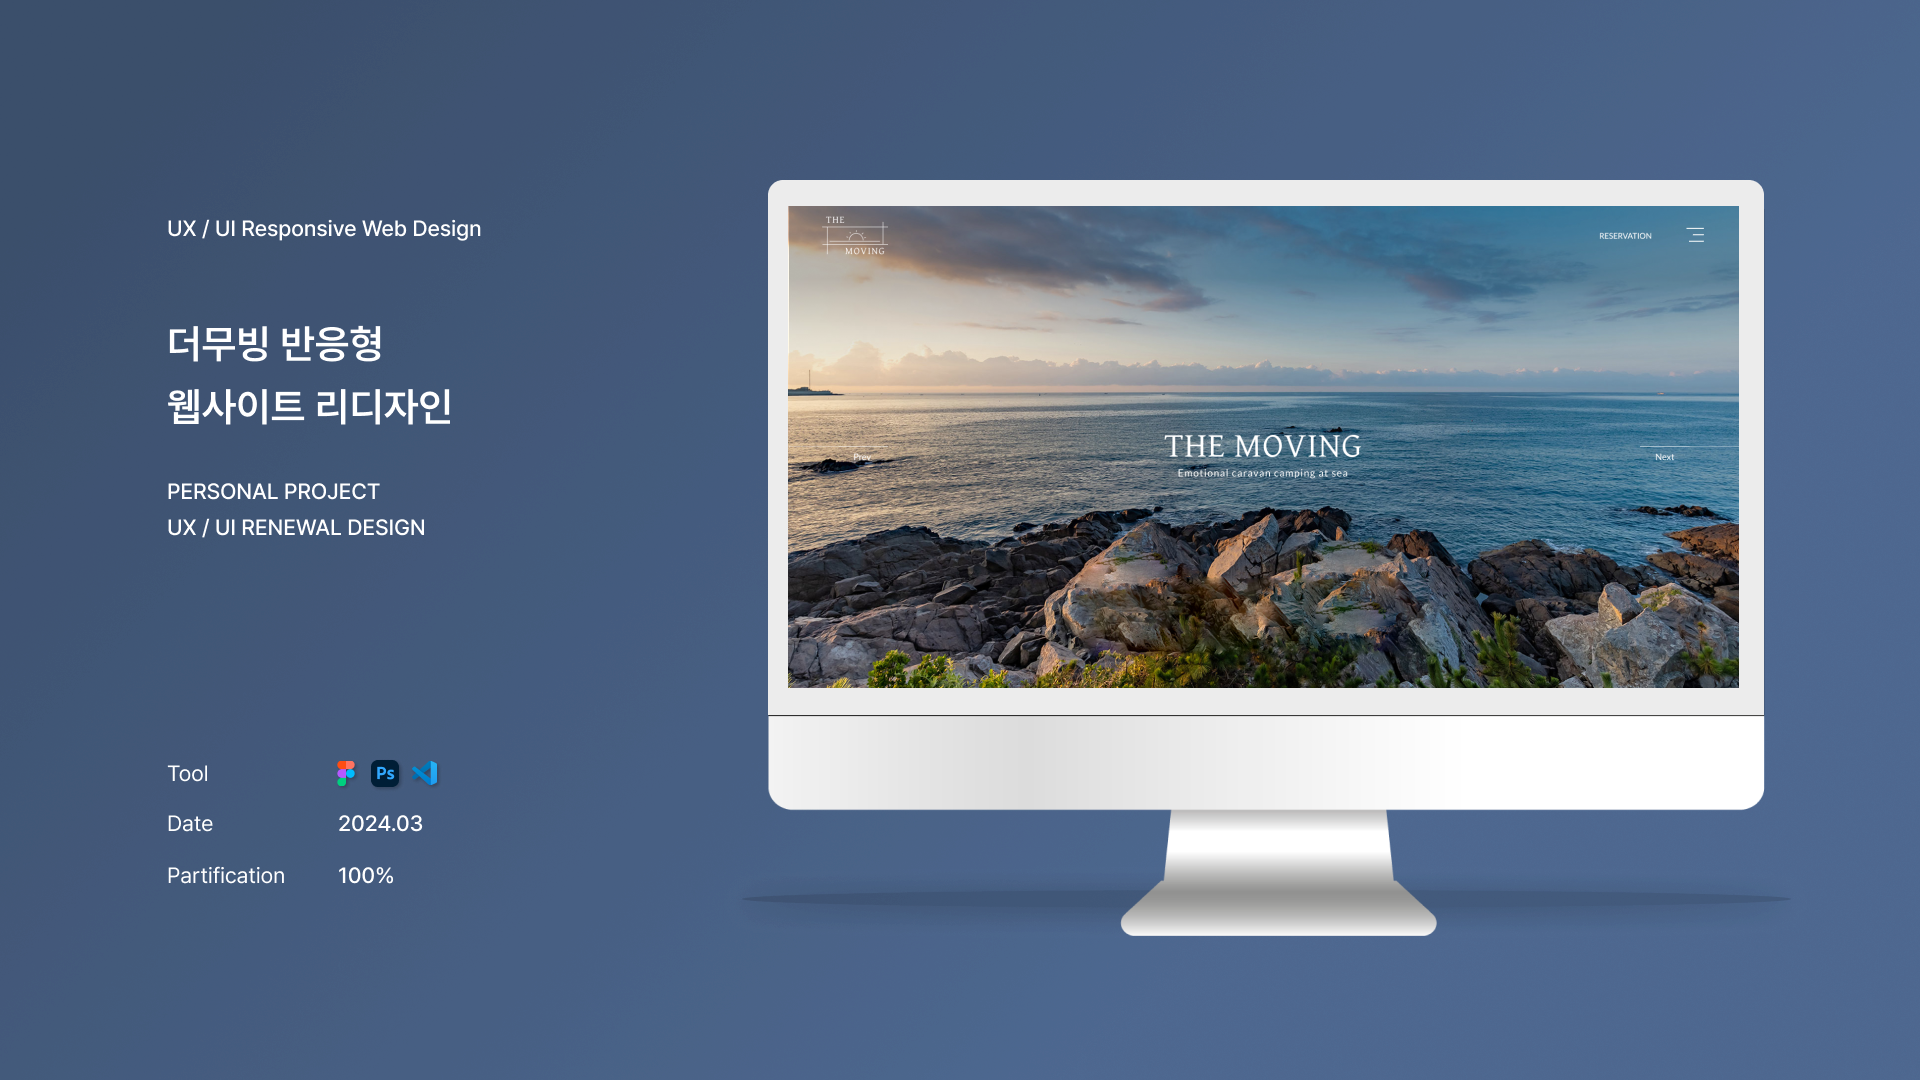 UX / UI Responsive Web Design
더무빙 반응형
웹사이트 리디자인
PERSONAL PROJECT
UX / UI RENEWAL DESIGN
Tool
Ps
Date
2024.03
Partification
100%
THE
MOVING
RESERVATION
THE MOVING
Emotional caravan camping at sea
Prev
Next